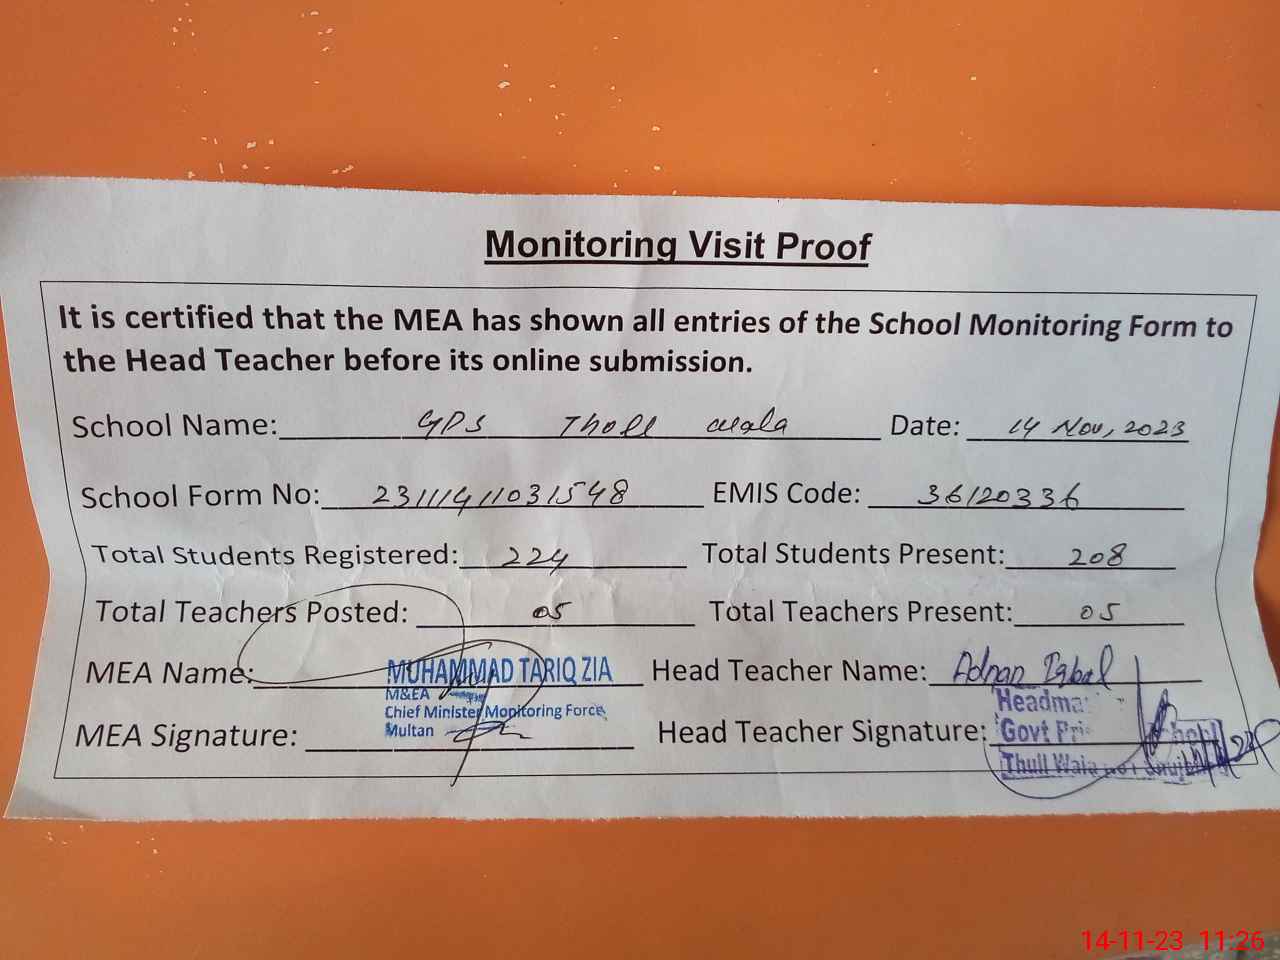 Monitoring Visit Proof
It is certified that the MEA has shown all entries of the School Monitoring Form to
the Head Teacher before its online submission.
School Name: GPS Tholl wala Date: 14 Nov, 2023
School Form No: 23111411031548 EMIS Code: 36120336
Total Students Registered: 224 Total Students Present: 208
Total Teachers Posted: 05 Total Teachers Present: 05
MEA Name: MUHAMMAD TARIQ ZIA Head Teacher Name: Adnan Iqbal
M&EA
Chief Minister Monitoring Force
Multan
MEA Signature: Head Teacher Signature:
Headma
Govt Pri
Thull Wala
14-11-23 11:26